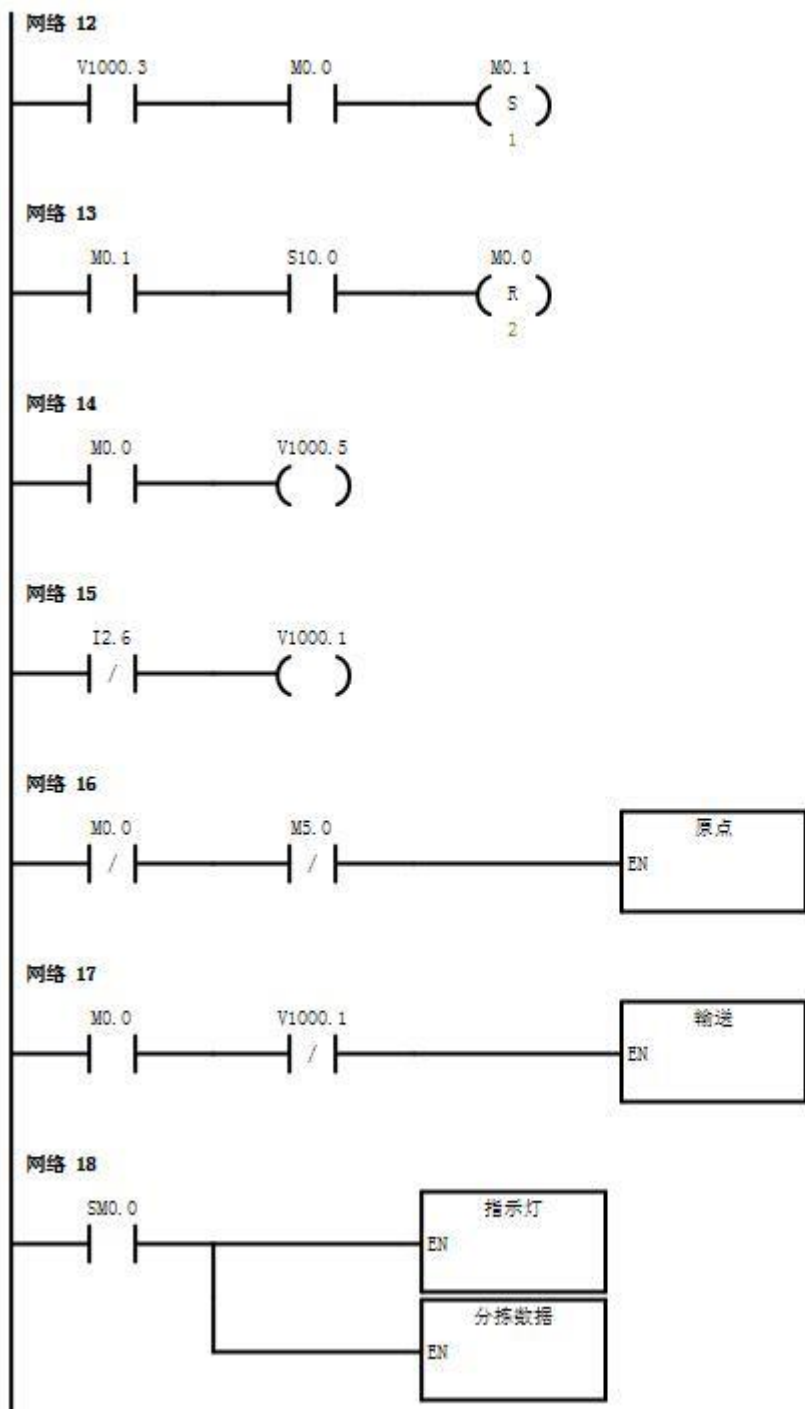 网络 12
V1000.3 M0.0 M0.1
S
1
网络 13
M0.1 S10.0 M0.0
R
2
网络 14
M0.0 V1000.5
网络 15
I2.6 V1000.1
/
网络 16
M0.0 M5.0 原点
/ / EN
网络 17
M0.0 V1000.1 输送
/ EN
网络 18
SM0.0 指示灯
EN
分拣数据
EN